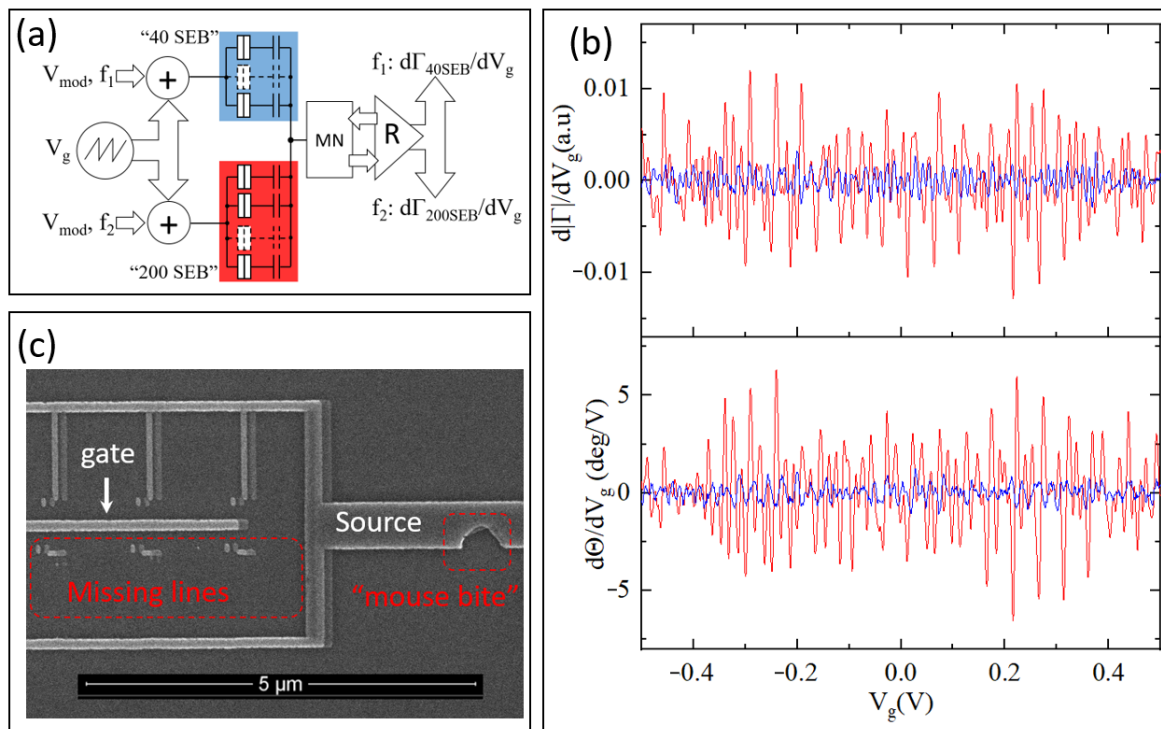 (a)
"40 SEB"
V_mod, f_1
+
f_1: dΓ_40SEB/dV_g
V_g
MN
R
V_mod, f_2
+
f_2: dΓ_200SEB/dV_g
"200 SEB"
(b)
d|Γ|/dV_g(a.u)
0.01
0.00
−0.01
dΘ/dV_g (deg/V)
5
0
−5
−0.4
−0.2
0.0
0.2
0.4
V_g(V)
(c)
gate
Source
Missing lines
"mouse bite"
5 µm